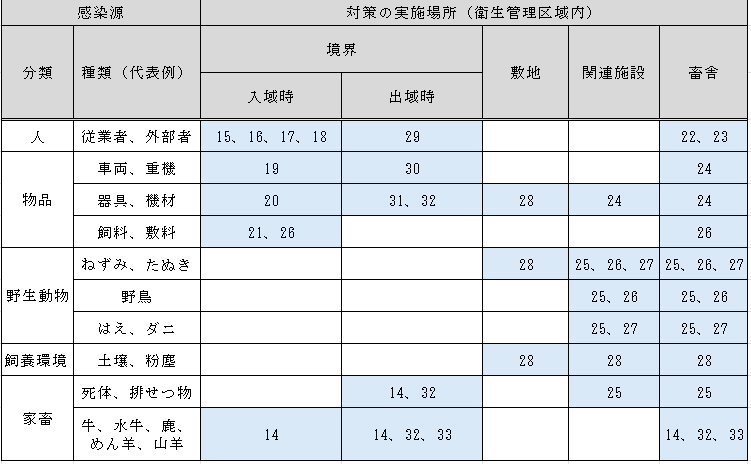 感染源 対策の実施場所（衛生管理区域内）
分類 種類（代表例） 境界 敷地 関連施設 畜舎
入域時 出域時
人 従業者、外部者 15、16、17、18 29 22、23
物品 車両、重機 19 30 24
器具、機材 20 31、32 28 24 24
飼料、敷料 21、26 26
野生動物 ねずみ、たぬき 28 25、26、27 25、26、27
野鳥 25、26 25、26
はえ、ダニ 25、27 25、27
飼養環境 土壌、粉塵 28 28 28
家畜 死体、排せつ物 14、32 25 25
牛、水牛、鹿、
めん羊、山羊 14 14、32、33 14、32、33